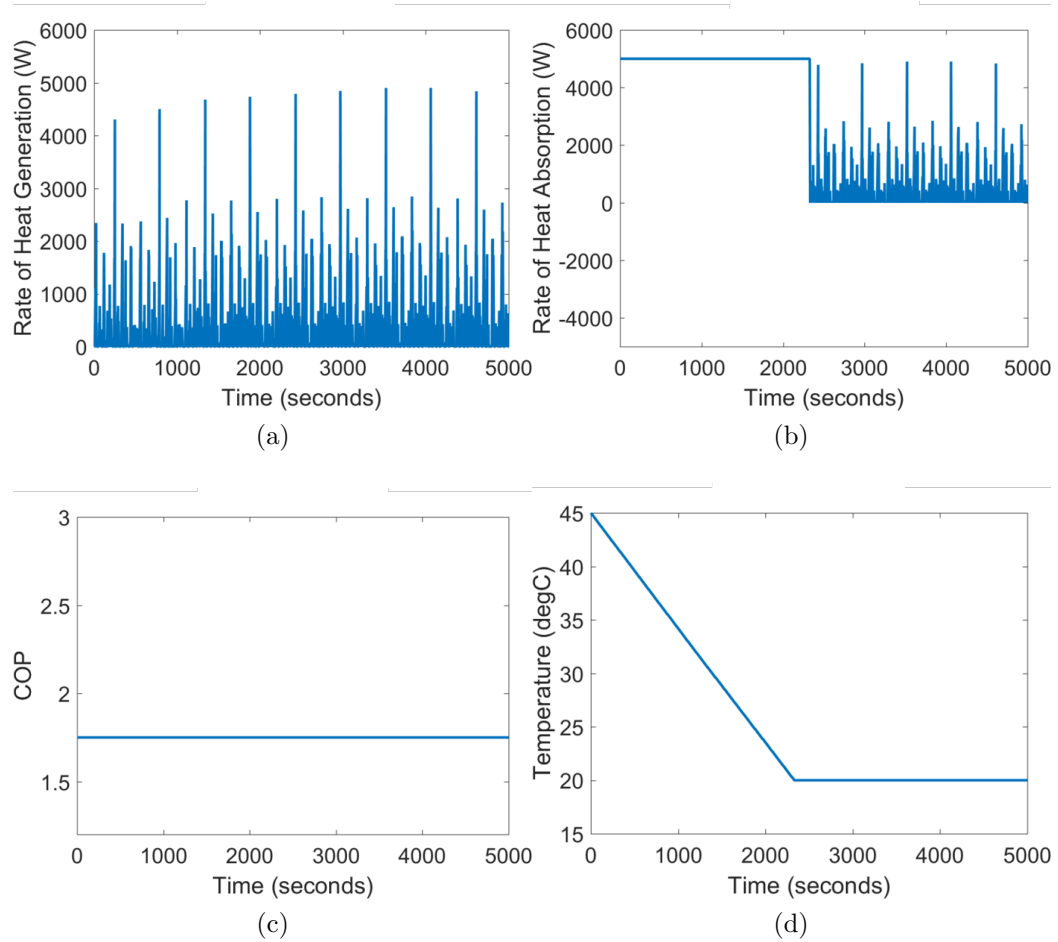 6000
5000
4000
3000
2000
1000
0
Rate of Heat Generation (W)
0 1000 2000 3000 4000 5000
Time (seconds)
(a)
6000
4000
2000
0
-2000
-4000
Rate of Heat Absorption (W)
0 1000 2000 3000 4000 5000
Time (seconds)
(b)
3
2.5
2
1.5
COP
0 1000 2000 3000 4000 5000
Time (seconds)
(c)
45
40
35
30
25
20
15
Temperature (degC)
0 1000 2000 3000 4000 5000
Time (seconds)
(d)